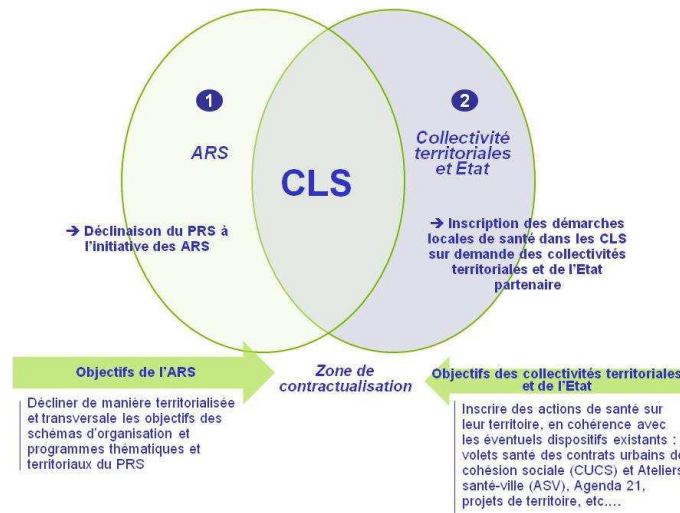 1
ARS
CLS
2
Collectivité
territoriales
et Etat
→ Déclinaison du PRS à
l'initiative des ARS
→ Inscription des démarches
locales de santé dans les CLS
sur demande des collectivités
territoriales et de l'Etat
partenaire
Objectifs de l'ARS
Zone de
contractualisation
Objectifs des collectivités territoriales
et de l'Etat
Décliner de manière territorialisée
et transversale les objectifs des
schémas d'organisation et
programmes thématiques et
territoriaux du PRS
Inscrire des actions de santé sur
leur territoire, en cohérence avec
les éventuels dispositifs existants :
volets santé des contrats urbains de
cohésion sociale (CUCS) et Ateliers
santé-ville (ASV), Agenda 21,
projets de territoire, etc.…